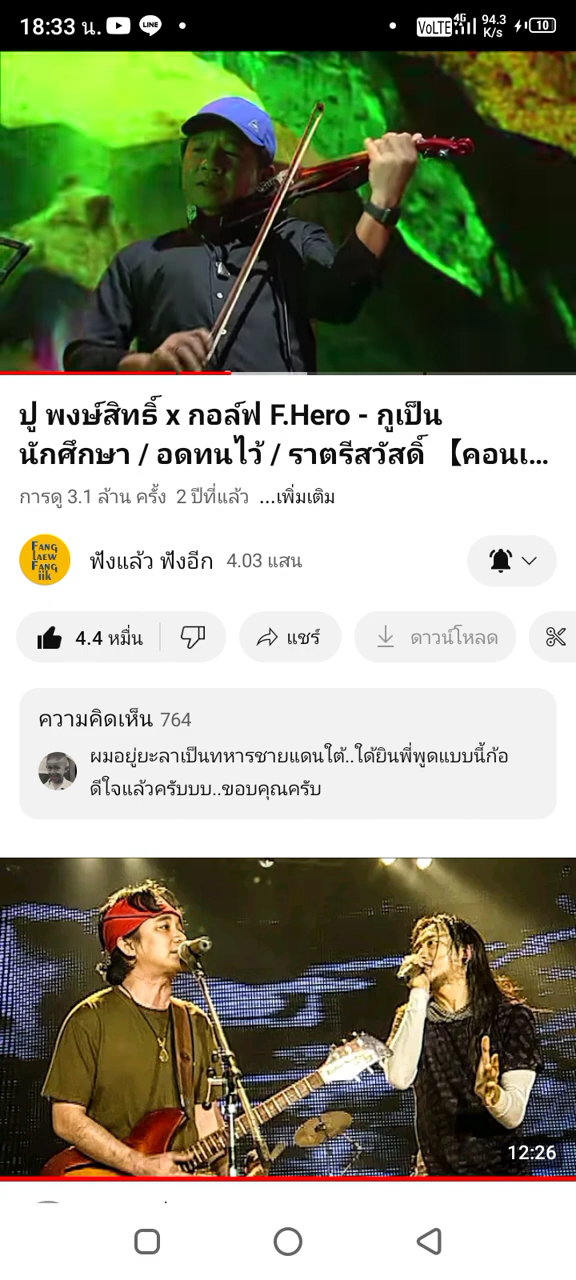 18:33 น.
LINE
VoLTE 4G 94.3 K/s 10
ปู พงษ์สิทธิ์ x กอล์ฟ F.Hero - กูเป็น
นักศึกษา / อดทนไว้ / ราตรีสวัสดิ์ 【คอนเ...
การดู 3.1 ล้าน ครั้ง 2 ปีที่แล้ว ...เพิ่มเติม
FANG
LAEW
FANG
iiK
ฟังแล้ว ฟังอีก 4.03 แสน
4.4 หมื่น แชร์ ดาวน์โหลด
ความคิดเห็น 764
ผมอยู่ยะลาเป็นทหารชายแดนใต้..ใด้ยินพี่พูดแบบนี้ก้อ
ดีใจแล้วครับบบ..ขอบคุณครับ
12:26